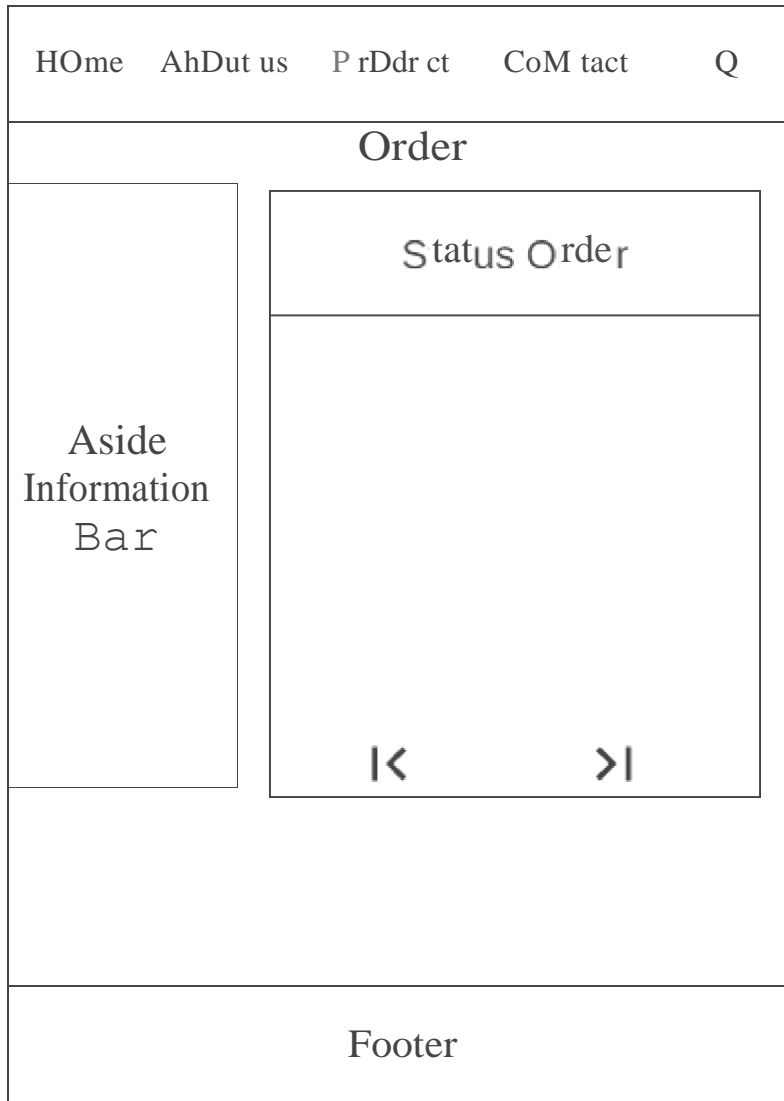 HOme AhDut us P rDdr ct CoM tact Q
Order
Status Order
Aside
Information
Bar
Footer